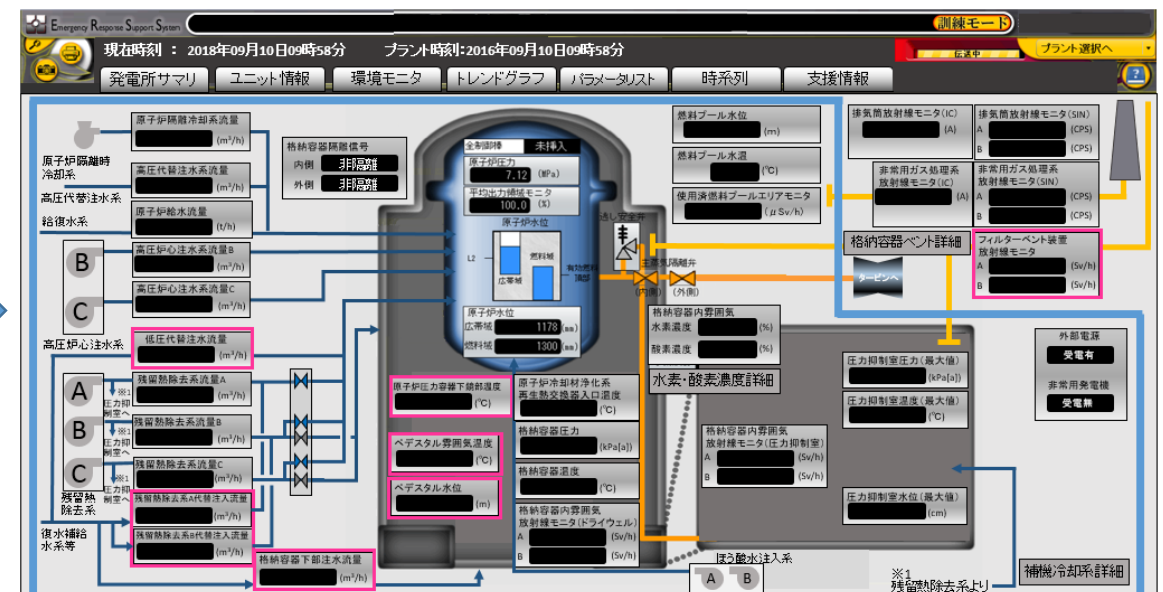 Emergency Response Support System
訓練モード
現在時刻 : 2018年09月10日09時58分 プラント時刻:2016年09月10日09時58分
伝送中
プラント選択へ
発電所サマリ ユニット情報 環境モニタ トレンドグラフ パラメータリスト 時系列 支援情報
原子炉隔離冷却系流量
(m³/h)
原子炉隔離時
冷却系
高圧代替注水流量
(m³/h)
高圧代替注水系
原子炉給水流量
(t/h)
給復水系
高圧炉心注水系流量B
(m³/h)
B
高圧炉心注水系流量C
(m³/h)
C
高圧炉心注水系
低圧代替注水流量
(m³/h)
残留熱除去系流量A
(m³/h)
A
※1
圧力抑
制室へ
残留熱除去系流量B
(m³/h)
B
※1
圧力抑
制室へ
残留熱除去系流量C
(m³/h)
C
※1
圧力抑
制室へ
残留熱
除去系
残留熱除去系A代替注入流量
(m³/h)
残留熱除去系B代替注入流量
(m³/h)
復水補給
水系等
格納容器下部注水流量
(m³/h)
格納容器隔離信号
内側 非隔離
外側 非隔離
全制御棒 未挿入
原子炉圧力
7.12 (MPa)
平均出力領域モニタ
100.0 (%)
原子炉水位
L2
燃料域
広帯域
有効燃料
頂部
原子炉水位
広帯域 1178 (mm)
燃料域 1300 (mm)
逃し安全弁
主蒸気隔離弁
(内側) (外側)
タービンへ
原子炉圧力容器下鏡部温度
(℃)
ペデスタル雰囲気温度
(℃)
ペデスタル水位
(m)
原子炉冷却材浄化系
再生熱交換器入口温度
(℃)
格納容器圧力
(kPa[a])
格納容器温度
(℃)
格納容器内雰囲気
放射線モニタ(ドライウェル)
A (Sv/h)
B (Sv/h)
燃料プール水位
(m)
燃料プール水温
(℃)
使用済燃料プールエリアモニタ
(μSv/h)
排気筒放射線モニタ(IC)
(A)
排気筒放射線モニタ(SIN)
A (CPS)
B (CPS)
非常用ガス処理系
放射線モニタ(IC)
(A)
非常用ガス処理系
放射線モニタ(SIN)
A (CPS)
B (CPS)
格納容器ベント詳細
フィルターベント装置
放射線モニタ
A (Sv/h)
B (Sv/h)
格納容器内雰囲気
水素濃度 (%)
酸素濃度 (%)
水素・酸素濃度詳細
格納容器内雰囲気
放射線モニタ(圧力抑制室)
A (Sv/h)
B (Sv/h)
圧力抑制室圧力(最大値)
(kPa[a])
圧力抑制室温度(最大値)
(℃)
圧力抑制室水位(最大値)
(cm)
外部電源
受電有
非常用発電機
受電無
ほう酸水注入系
A B
※1
残留熱除去系より
補機冷却系詳細